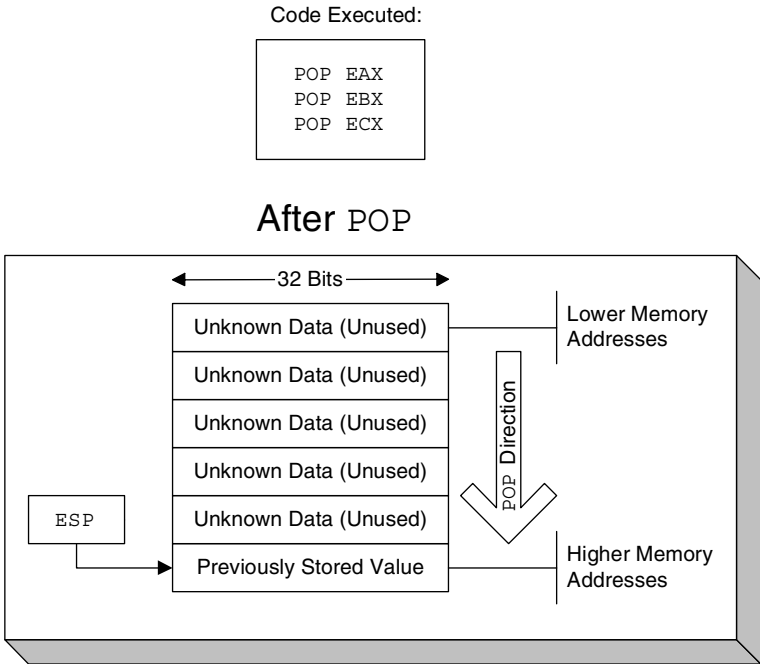 Code Executed:
POP EAX
POP EBX
POP ECX
After POP
32 Bits
Unknown Data (Unused)
Unknown Data (Unused)
Unknown Data (Unused)
Unknown Data (Unused)
Unknown Data (Unused)
Previously Stored Value
ESP
POP Direction
Lower Memory
Addresses
Higher Memory
Addresses